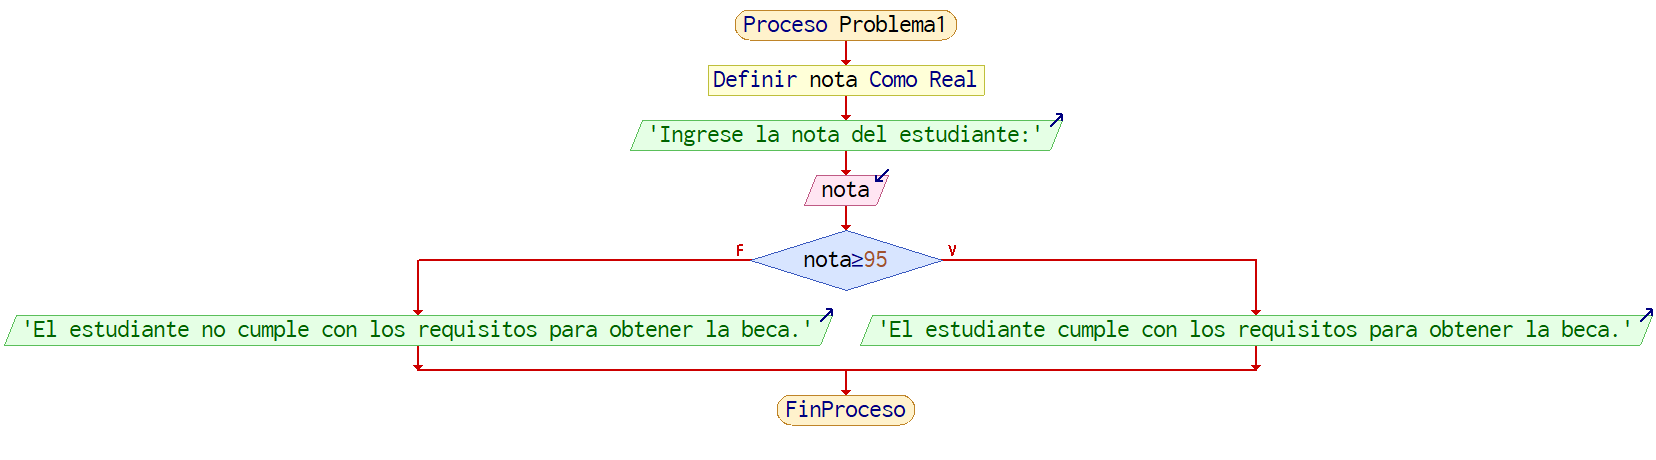 Proceso Problema1
Definir nota Como Real
'Ingrese la nota del estudiante:'
nota
F
V
nota≥95
'El estudiante no cumple con los requisitos para obtener la beca.'
'El estudiante cumple con los requisitos para obtener la beca.'
FinProceso